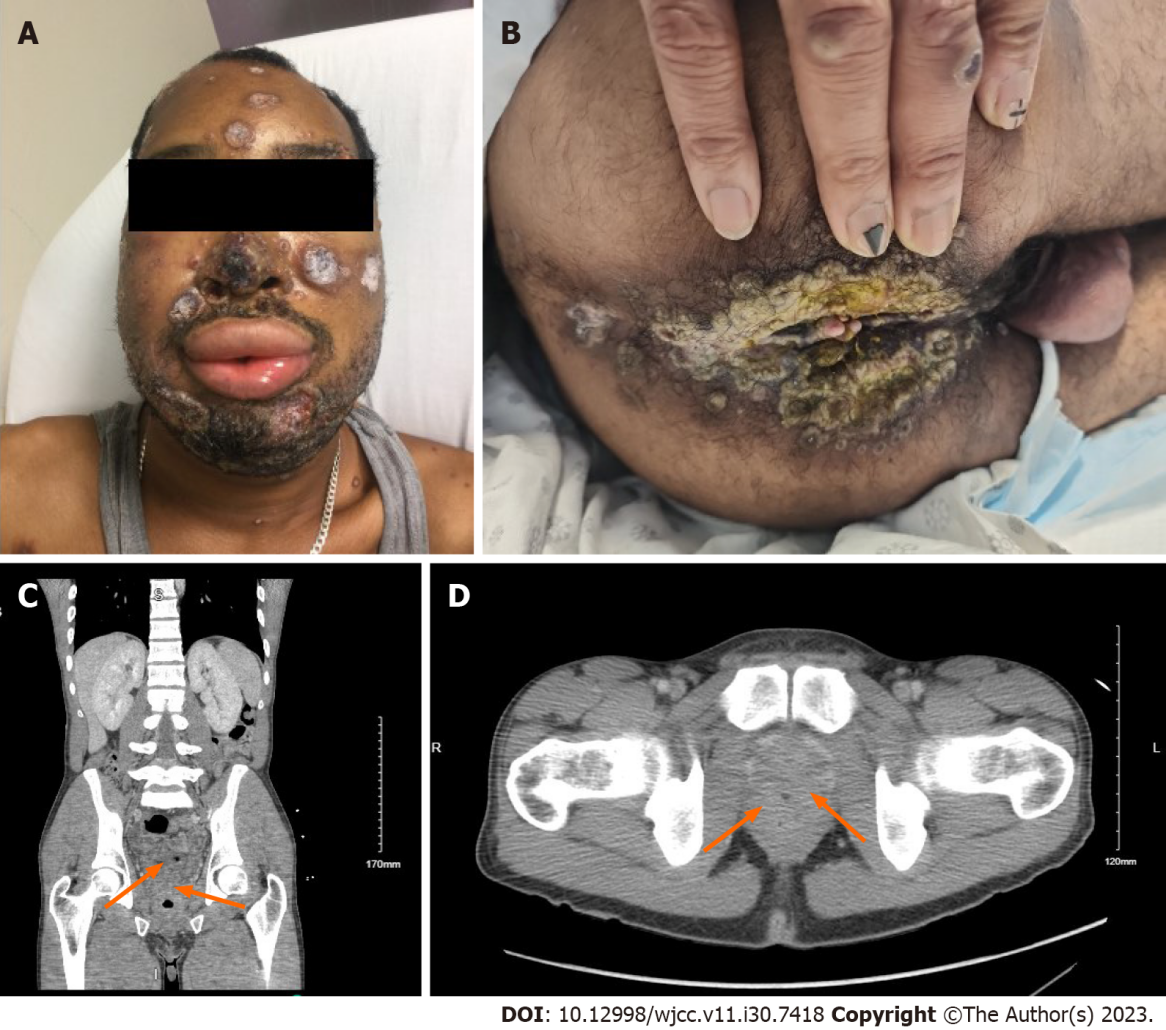 A
B
C
S
170mm
I
D
R
L
120mm
DOI: 10.12998/wjcc.v11.i30.7418 Copyright ©The Author(s) 2023.